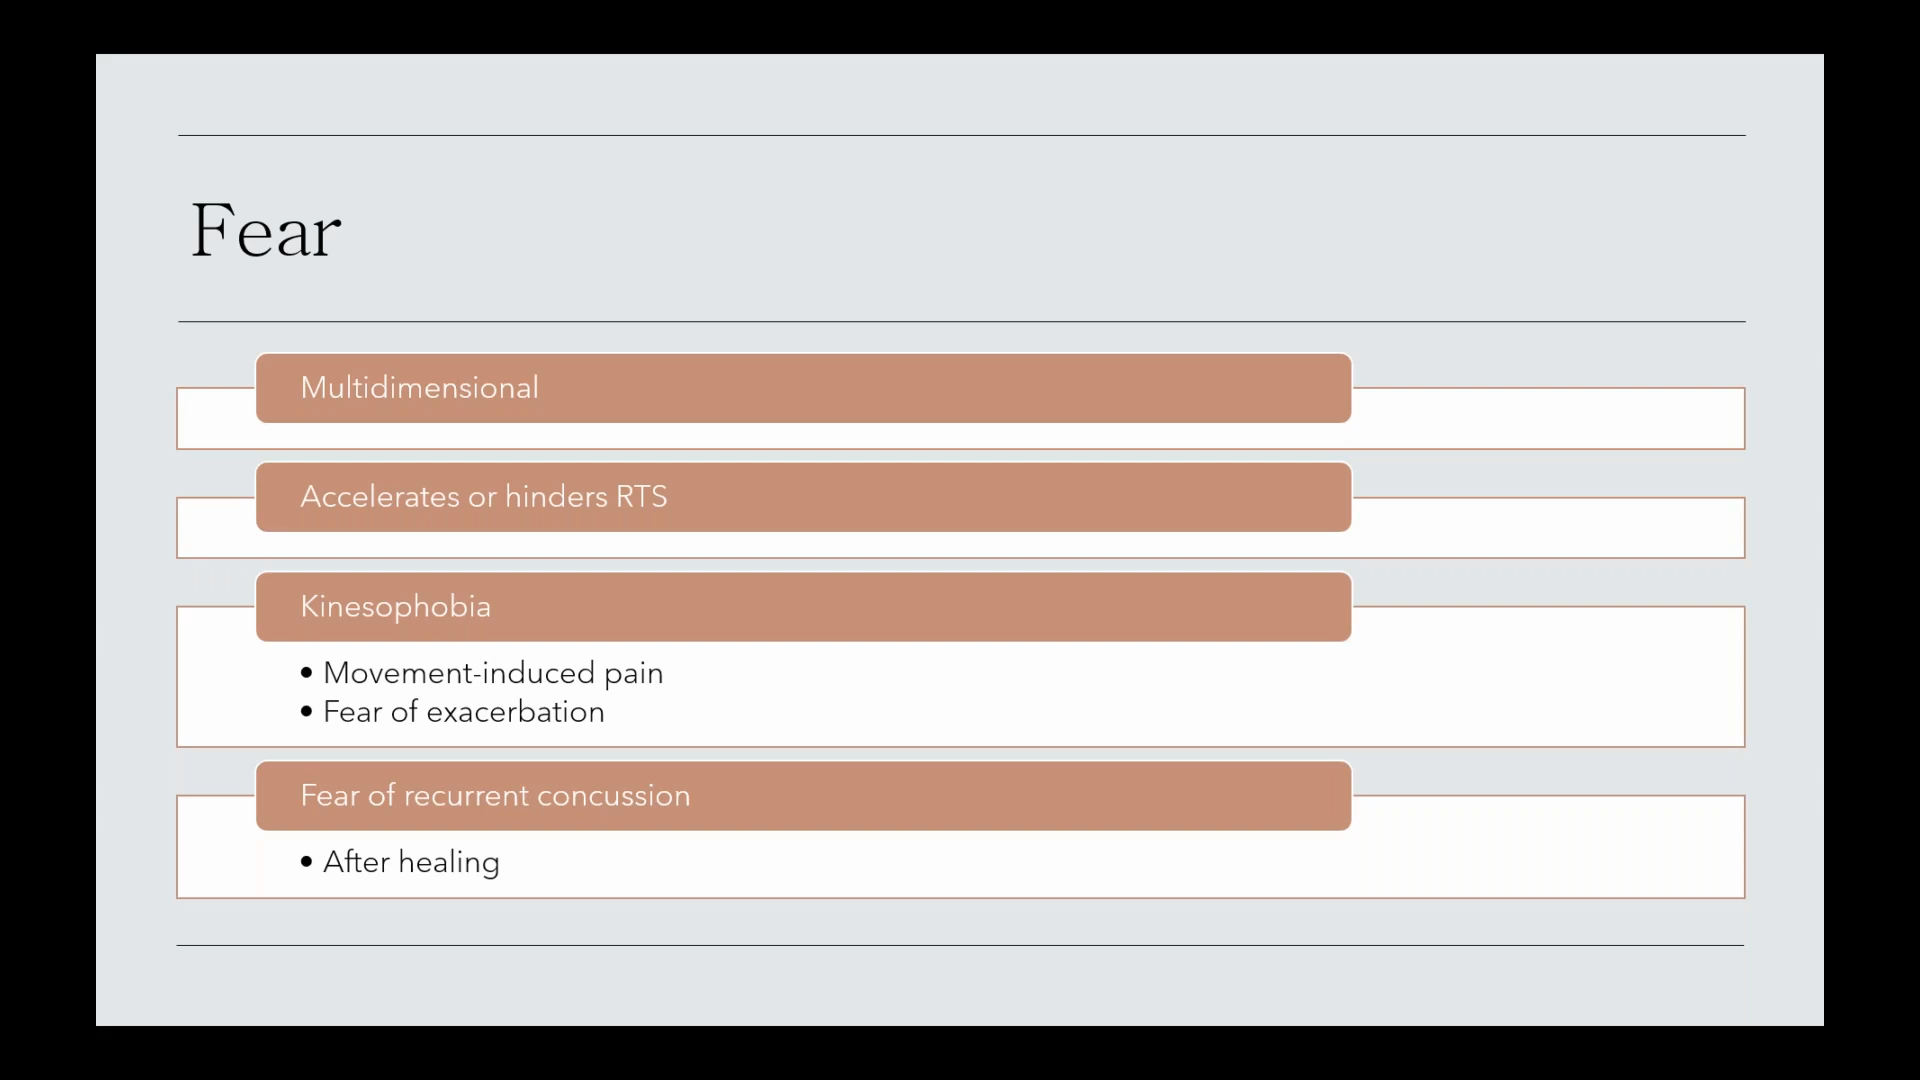 Fear
Multidimensional
Accelerates or hinders RTS
Kinesophobia
• Movement-induced pain
• Fear of exacerbation
Fear of recurrent concussion
• After healing